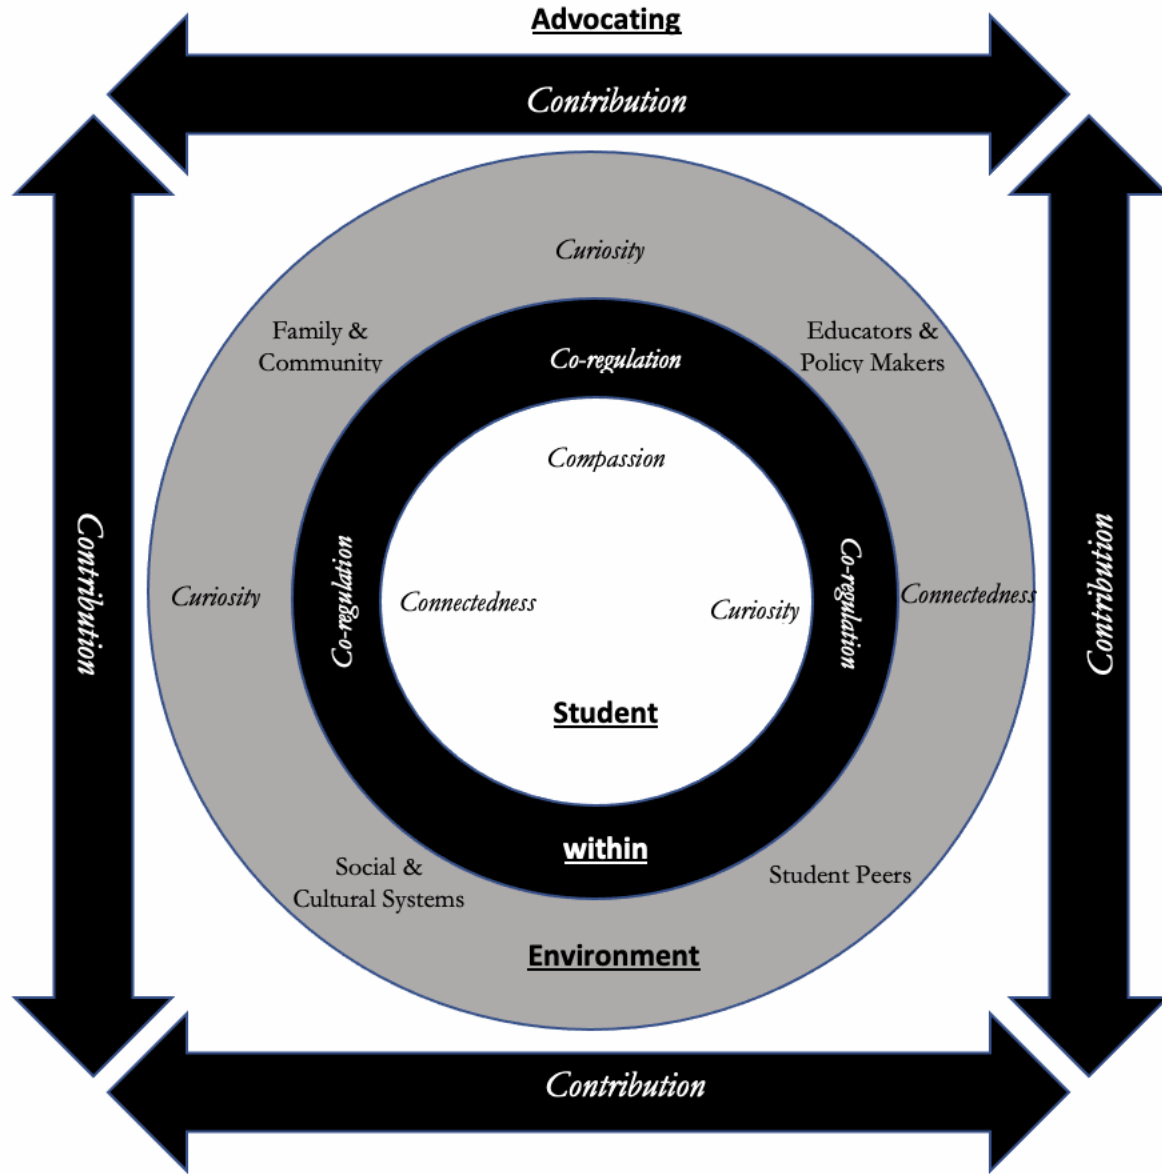 Advocating
Contribution
Curiosity
Family &
Community
Educators &
Policy Makers
Co-regulation
Compassion
Contribution
Curiosity
Co-regulation
Connectedness
Curiosity
Co-regulation
Connectedness
Contribution
Student
within
Social &
Cultural Systems
Student Peers
Environment
Contribution